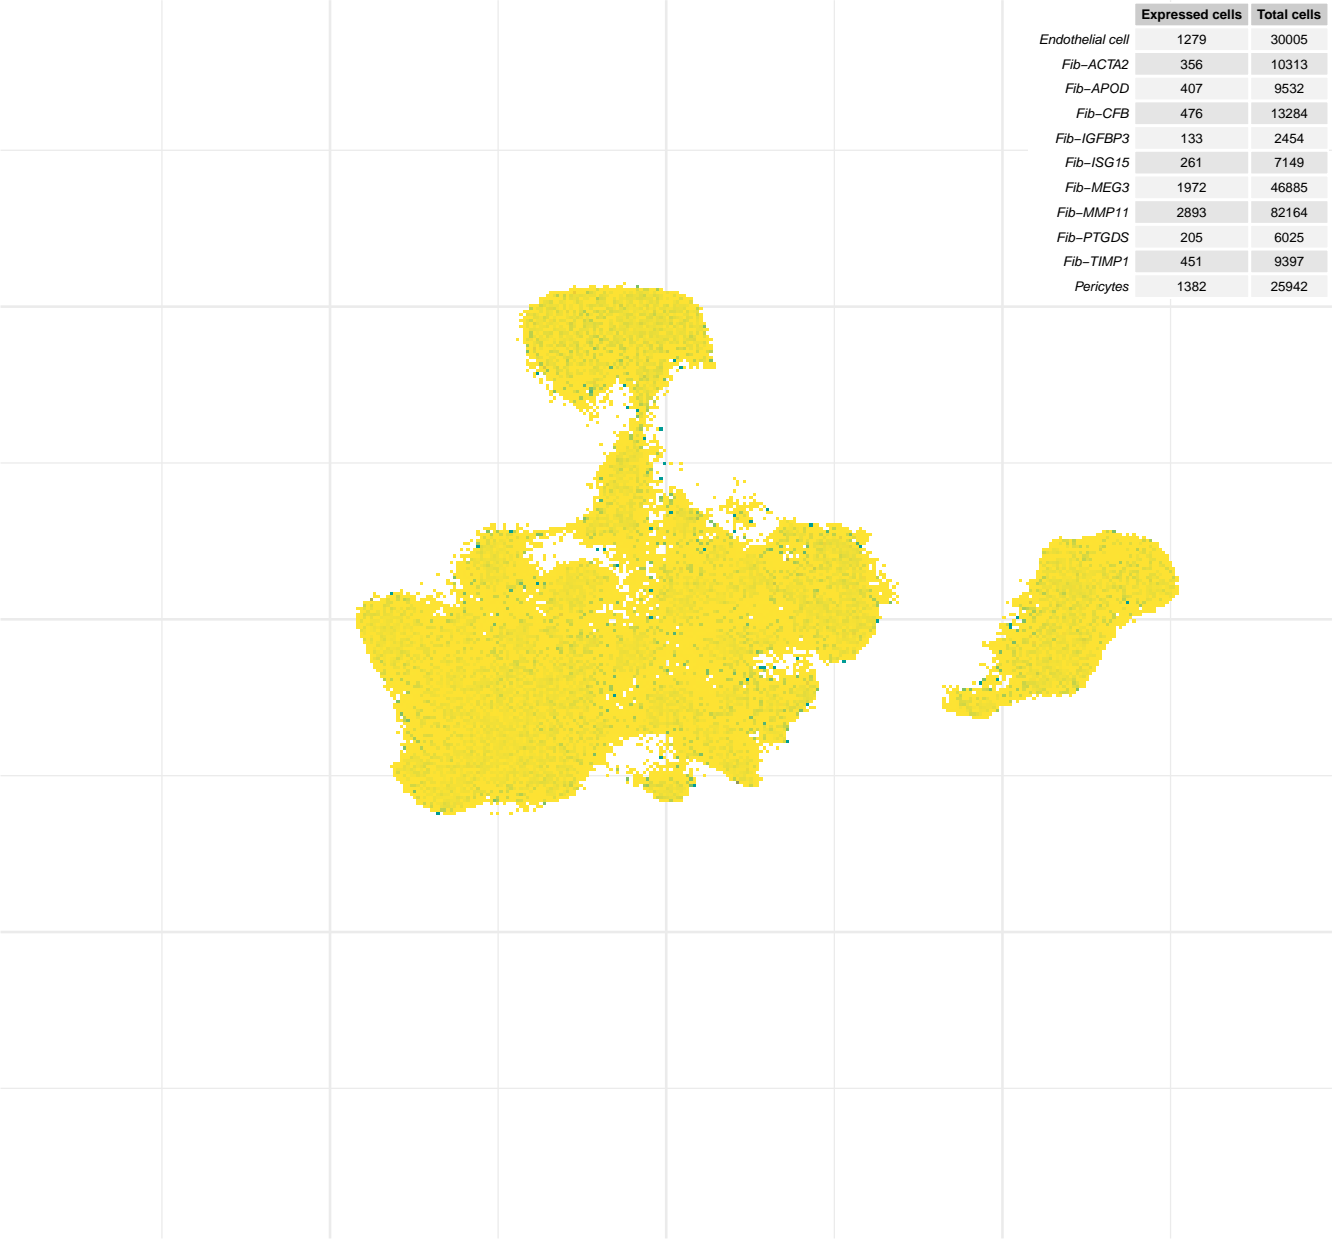 Expressed cells Total cells
Endothelial cell 1279 30005
Fib−ACTA2 356 10313
Fib−APOD 407 9532
Fib−CFB 476 13284
Fib−IGFBP3 133 2454
Fib−ISG15 261 7149
Fib−MEG3 1972 46885
Fib−MMP11 2893 82164
Fib−PTGDS 205 6025
Fib−TIMP1 451 9397
Pericytes 1382 25942